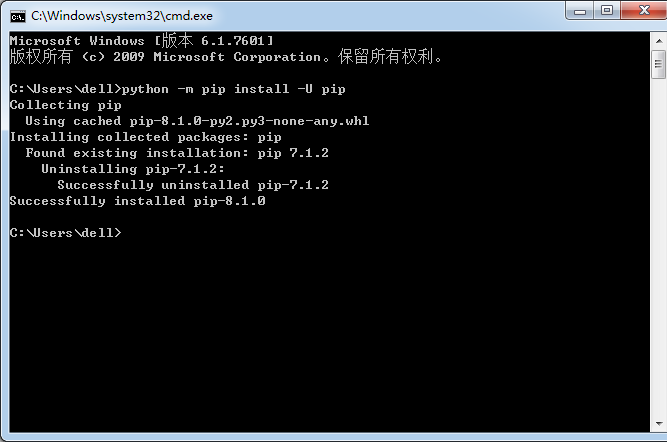 C:\Windows\system32\cmd.exe
Microsoft Windows [版本 6.1.7601]
版权所有 (c) 2009 Microsoft Corporation。保留所有权利。
C:\Users\dell>python -m pip install -U pip
Collecting pip
  Using cached pip-8.1.0-py2.py3-none-any.whl
Installing collected packages: pip
  Found existing installation: pip 7.1.2
    Uninstalling pip-7.1.2:
      Successfully uninstalled pip-7.1.2
Successfully installed pip-8.1.0
C:\Users\dell>